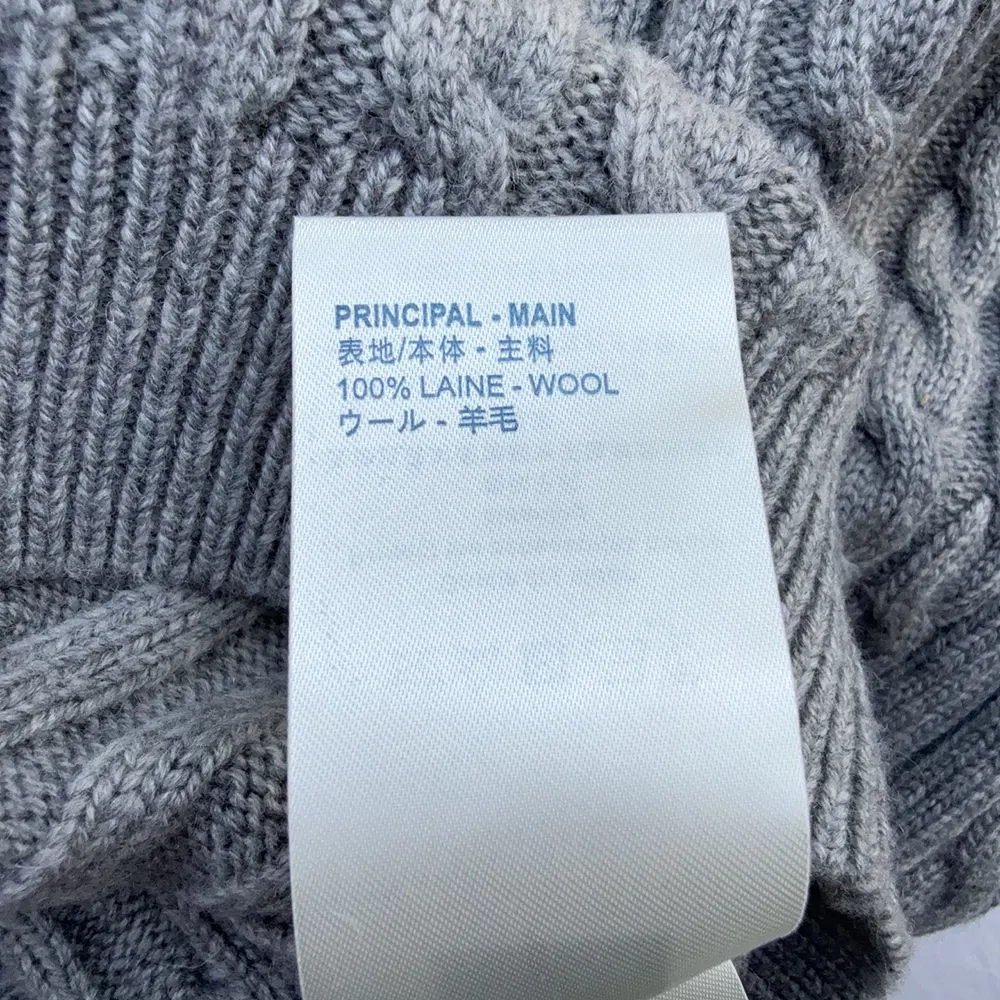 PRINCIPAL - MAIN
表地/本体 - 主料
100% LAINE - WOOL
ウール - 羊毛